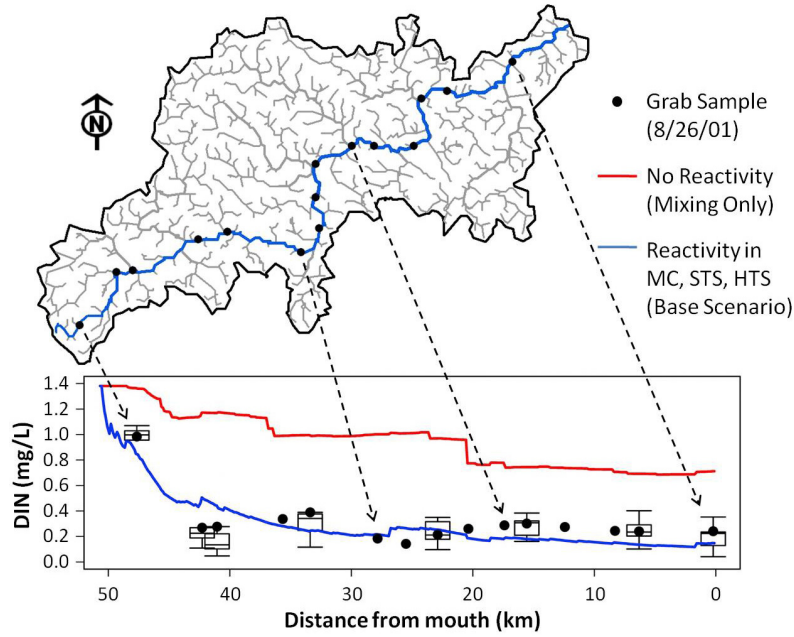 N
Grab Sample
(8/26/01)
No Reactivity
(Mixing Only)
Reactivity in
MC, STS, HTS
(Base Scenario)
1.4
1.2
1.0
0.8
0.6
0.4
0.2
0.0
DIN (mg/L)
50 40 30 20 10 0
Distance from mouth (km)